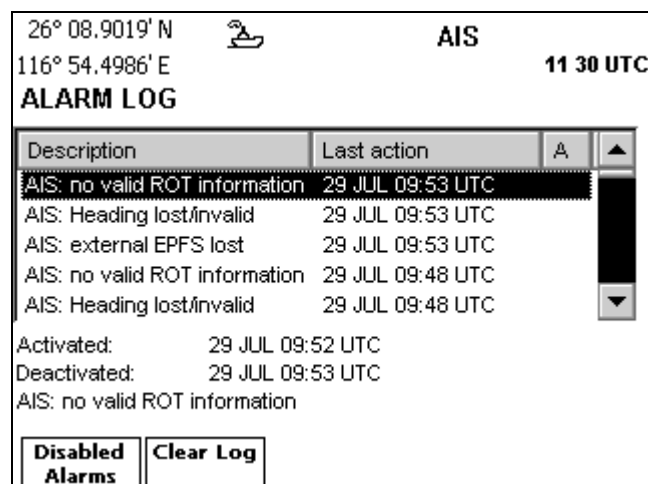 26° 08.9019' N AIS
116° 54.4986' E 11 30 UTC
ALARM LOG
Description Last action A
AIS: no valid ROT information 29 JUL 09:53 UTC
AIS: Heading lost/invalid 29 JUL 09:53 UTC
AIS: external EPFS lost 29 JUL 09:53 UTC
AIS: no valid ROT information 29 JUL 09:48 UTC
AIS: Heading lost/invalid 29 JUL 09:48 UTC
Activated: 29 JUL 09:52 UTC
Deactivated: 29 JUL 09:53 UTC
AIS: no valid ROT information
Disabled Clear Log
Alarms